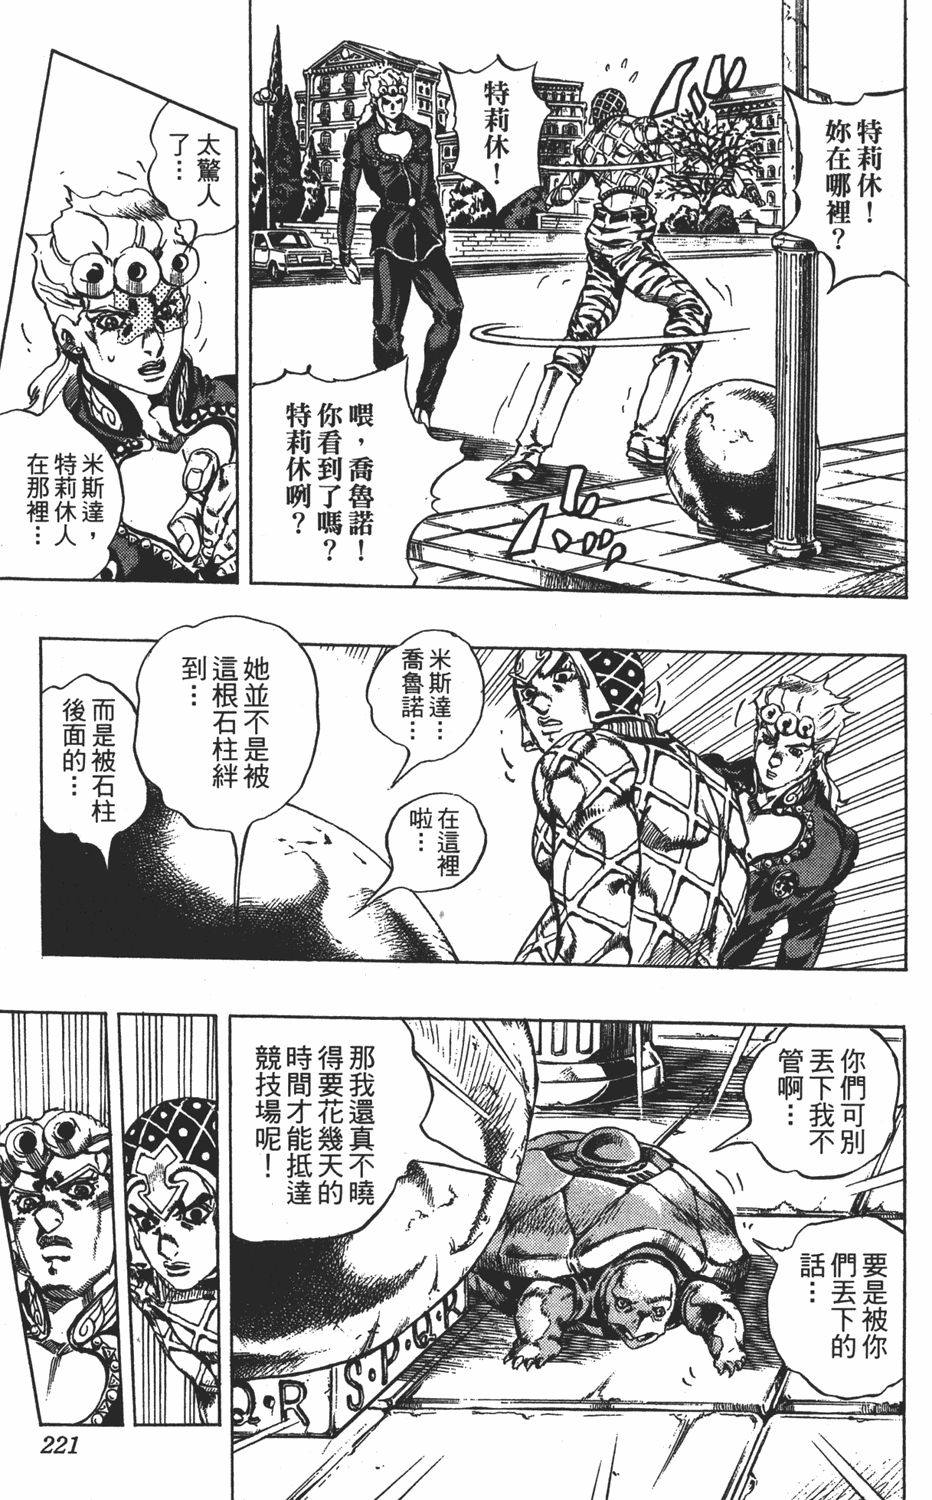 特莉休！
妳在哪裡？
特莉休！
喂，喬魯諾！
你看到了嗎？
特莉休咧？
太驚人
了…
米斯達，
特莉休人
在那裡…
米斯達…
喬魯諾…
在這裡
啦…
她並不是被
這根石柱絆
到…
而是被石柱
後面的…
你們可別
丟下我不
管啊…
要是被你
們丟下的
話…
那我還真不曉
得要花幾天的
時間才能抵達
競技場呢！
Q·R
S·P·Q·R
221